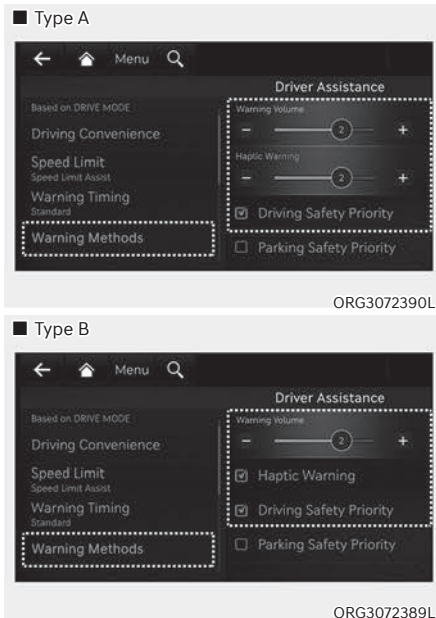 ■ Type A
Menu
Driver Assistance
Based on DRIVE MODE
Driving Convenience
Speed Limit
Speed Limit Assist
Warning Timing
Standard
Warning Methods
Warning Volume
- 2 +
Haptic Warning
- 2 +
Driving Safety Priority
Parking Safety Priority
ORG3072390L
■ Type B
Menu
Driver Assistance
Based on DRIVE MODE
Driving Convenience
Speed Limit
Speed Limit Assist
Warning Timing
Standard
Warning Methods
Warning Volume
- 2 +
Haptic Warning
Driving Safety Priority
Parking Safety Priority
ORG3072389L